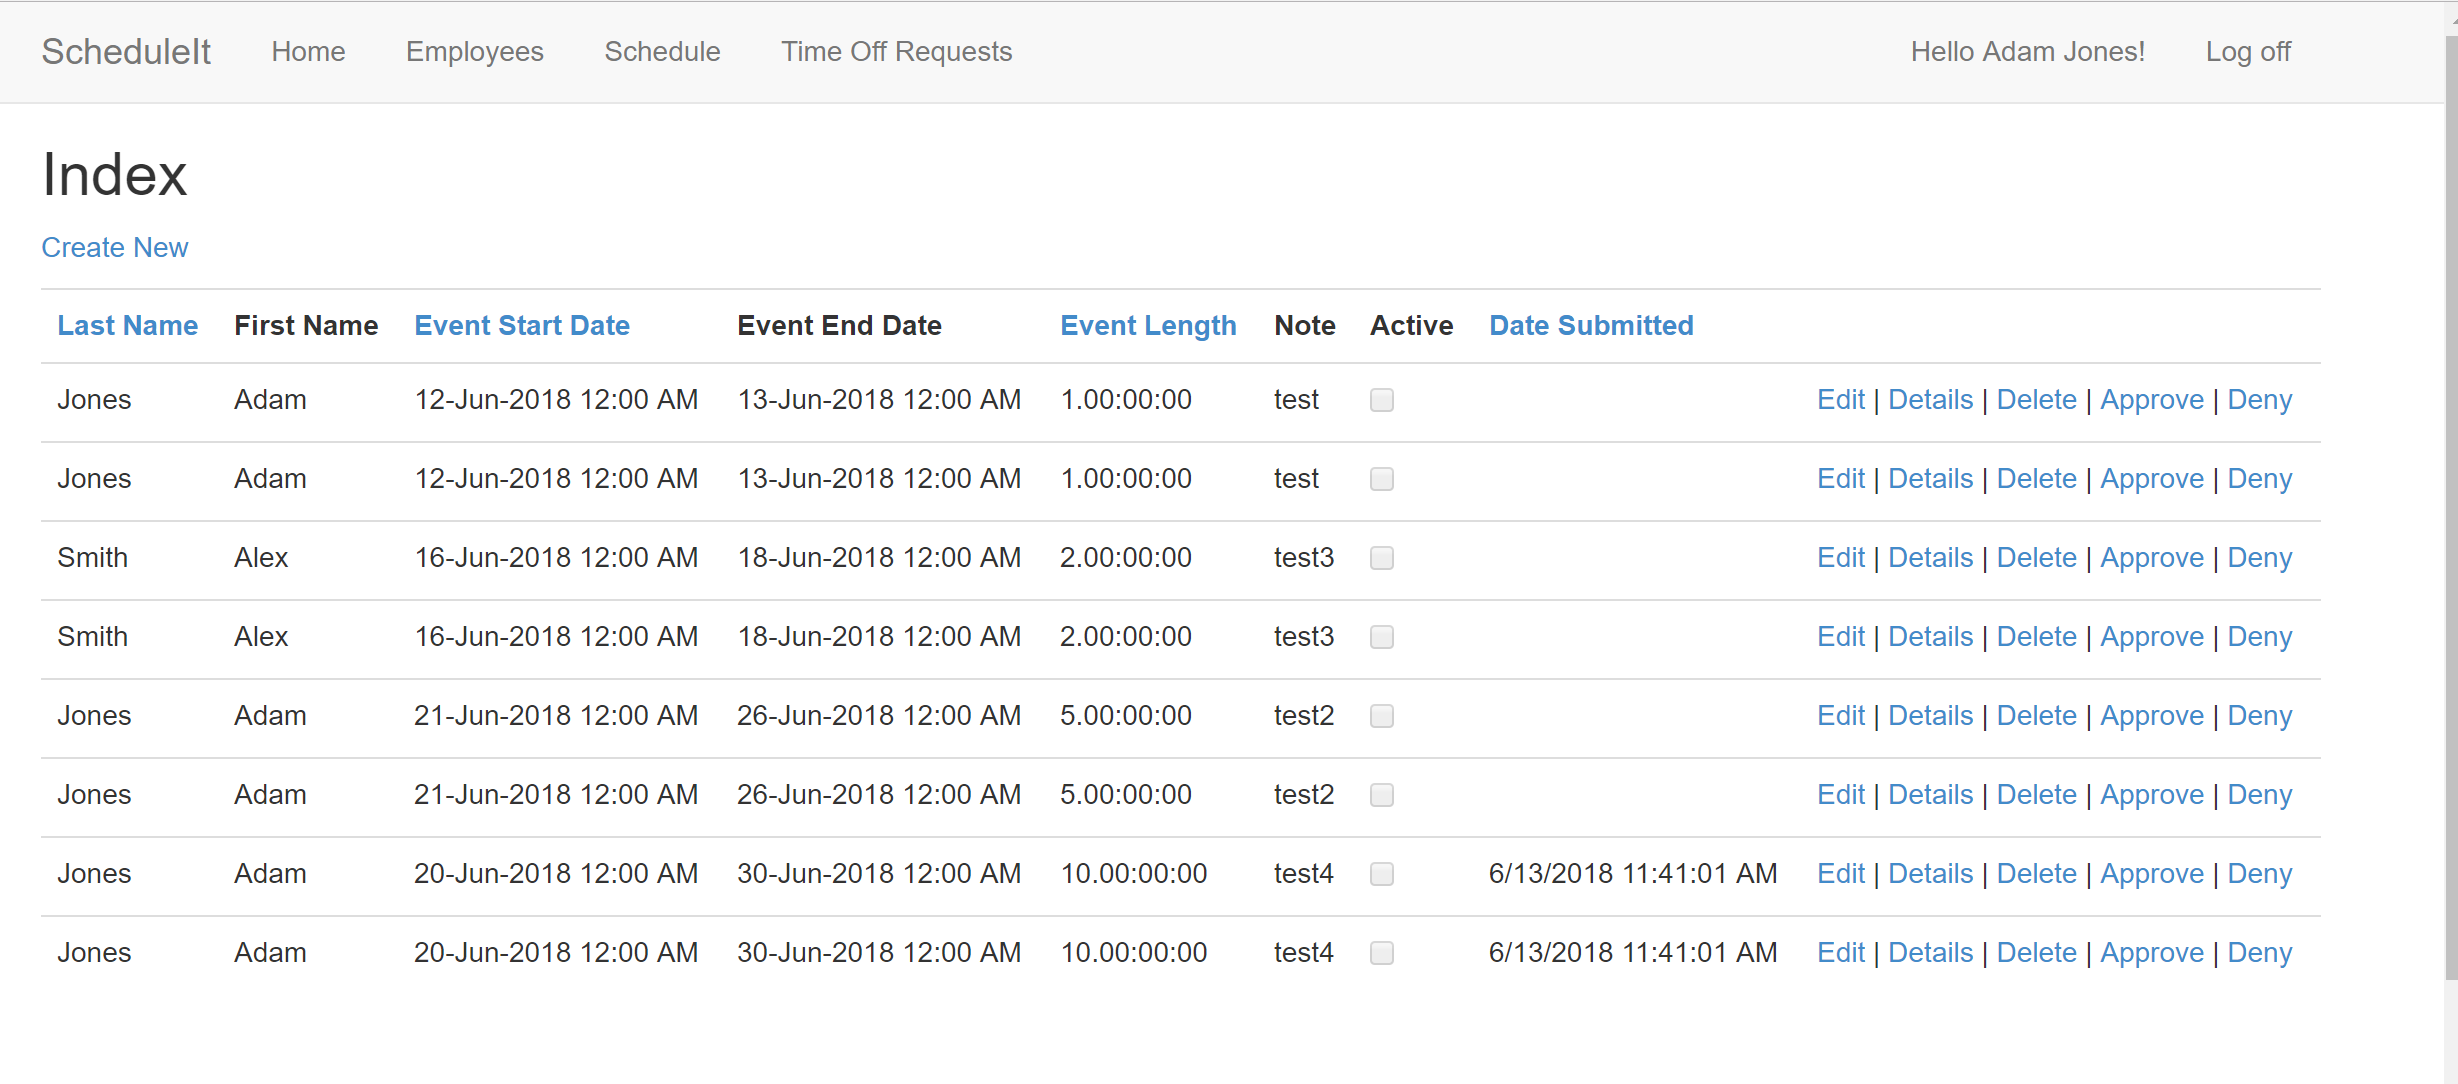 ScheduleIt Home Employees Schedule Time Off Requests Hello Adam Jones! Log off
Index
Create New
Last Name First Name Event Start Date Event End Date Event Length Note Active Date Submitted
Jones Adam 12-Jun-2018 12:00 AM 13-Jun-2018 12:00 AM 1.00:00:00 test Edit | Details | Delete | Approve | Deny
Jones Adam 12-Jun-2018 12:00 AM 13-Jun-2018 12:00 AM 1.00:00:00 test Edit | Details | Delete | Approve | Deny
Smith Alex 16-Jun-2018 12:00 AM 18-Jun-2018 12:00 AM 2.00:00:00 test3 Edit | Details | Delete | Approve | Deny
Smith Alex 16-Jun-2018 12:00 AM 18-Jun-2018 12:00 AM 2.00:00:00 test3 Edit | Details | Delete | Approve | Deny
Jones Adam 21-Jun-2018 12:00 AM 26-Jun-2018 12:00 AM 5.00:00:00 test2 Edit | Details | Delete | Approve | Deny
Jones Adam 21-Jun-2018 12:00 AM 26-Jun-2018 12:00 AM 5.00:00:00 test2 Edit | Details | Delete | Approve | Deny
Jones Adam 20-Jun-2018 12:00 AM 30-Jun-2018 12:00 AM 10.00:00:00 test4 6/13/2018 11:41:01 AM Edit | Details | Delete | Approve | Deny
Jones Adam 20-Jun-2018 12:00 AM 30-Jun-2018 12:00 AM 10.00:00:00 test4 6/13/2018 11:41:01 AM Edit | Details | Delete | Approve | Deny